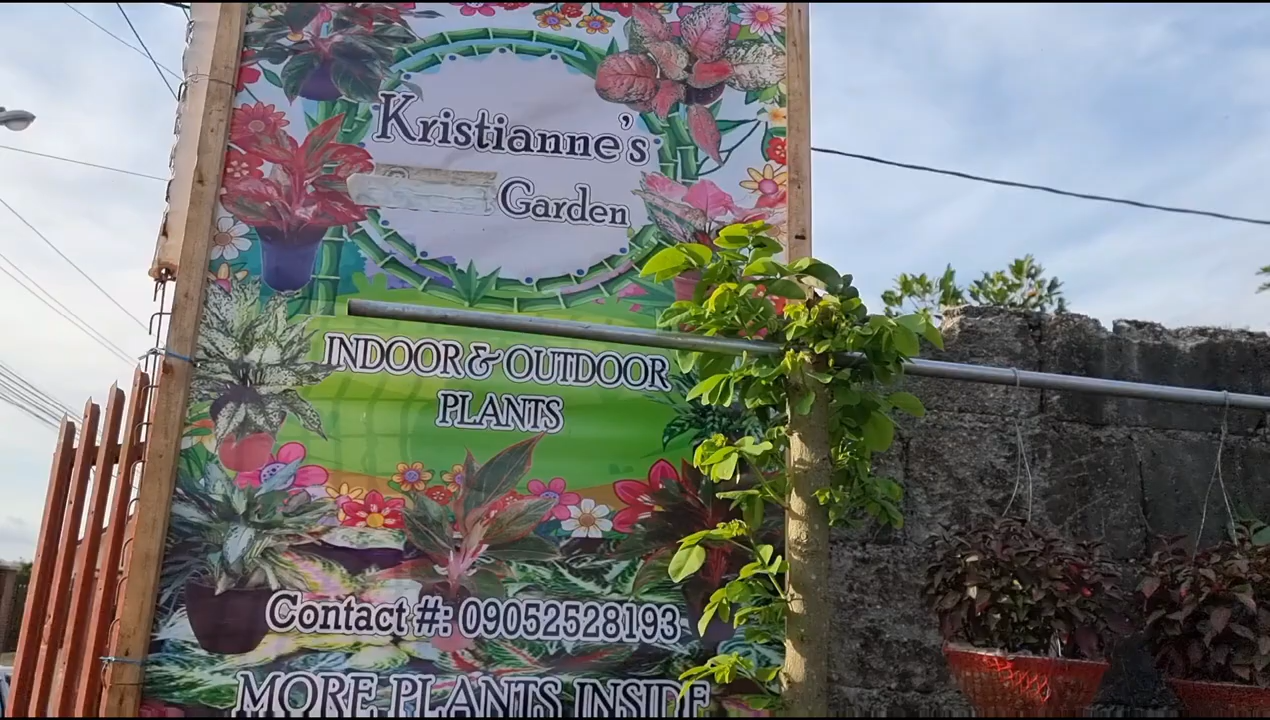 Kristianne's
Garden
INDOOR & OUTDOOR
PLANTS
Contact #: 09052528193
MORE PLANTS INSIDE